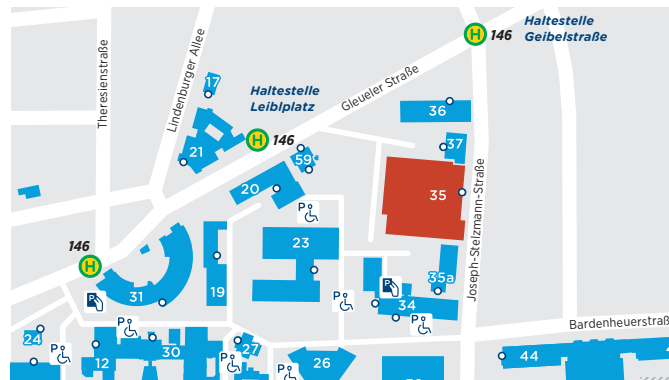 Haltestelle
Geibelstraße
H 146
Theresienstraße
Lindenburger Allee
17
Haltestelle
Leiblplatz
Gleueler Straße
36
H 146
37
21
59
20
35
P
Joseph-Stelzmann-Straße
146
H
23
31
19
P
35a
P
P
34
P
P
Bardenheuerstraß
24
P
12
30
P
27
26
P
44